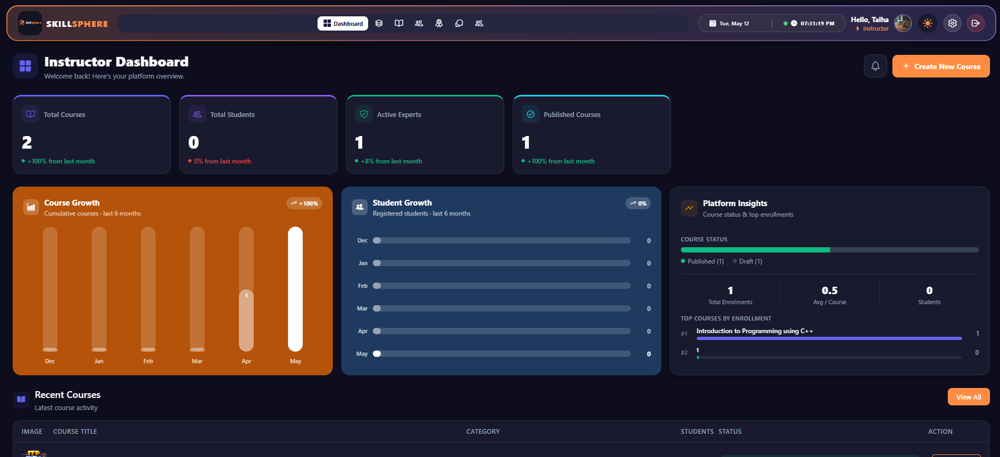 SkillSphere
SKILLSPHERE
Dashboard
Tue, May 12
07:31:19 PM
Hello, Talha
instructor
Instructor Dashboard
Welcome back! Here's your platform overview.
+ Create New Course
Total Courses
2
+100% from last month
Total Students
0
0% from last month
Active Experts
1
+8% from last month
Published Courses
1
+100% from last month
Course Growth
Cumulative courses · last 6 months
+100%
1
Dec Jan Feb Mar Apr May
Student Growth
Registered students · last 6 months
0%
Dec 0
Jan 0
Feb 0
Mar 0
Apr 0
May 0
Platform Insights
Course status & top enrollments
COURSE STATUS
Published (1) Draft (1)
1 0.5 0
Total Enrollments Avg / Course Students
TOP COURSES BY ENROLLMENT
#1 Introduction to Programming using C++ 1
#2 t 0
Recent Courses
Latest course activity
View All
IMAGE COURSE TITLE CATEGORY STUDENTS STATUS ACTION
ITP